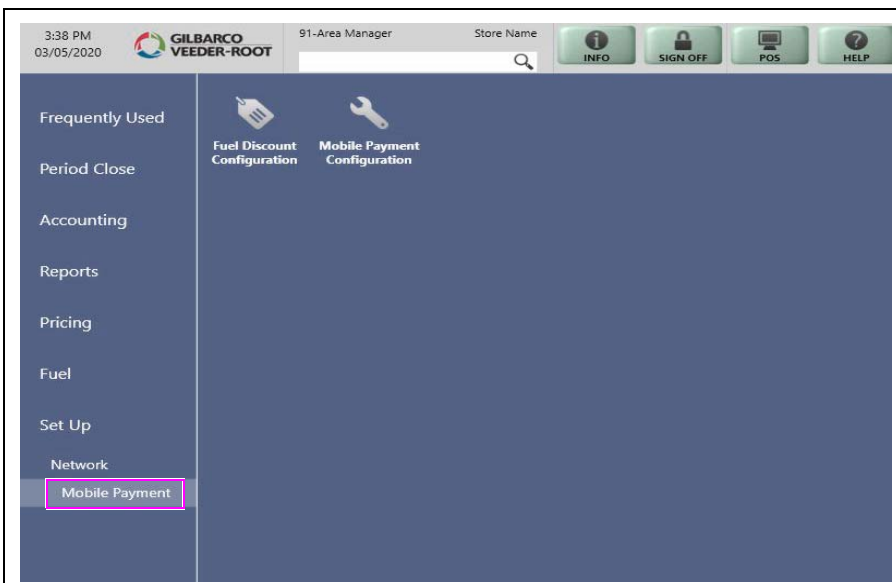 3:38 PM
03/05/2020
GILBARCO
VEEDER-ROOT
91-Area Manager
Store Name
INFO
SIGN OFF
POS
HELP
Frequently Used
Period Close
Accounting
Reports
Pricing
Fuel
Set Up
Network
Mobile Payment
Fuel Discount
Configuration
Mobile Payment
Configuration